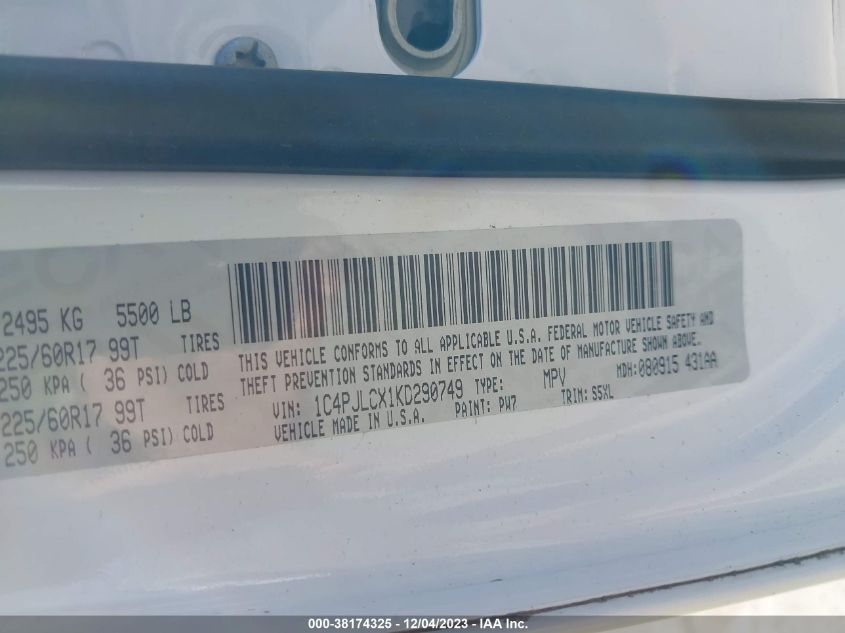 2495 KG 5500 LB
225/60R17 99T TIRES
250 KPA ( 36 PSI) COLD
225/60R17 99T TIRES
250 KPA ( 36 PSI) COLD
THIS VEHICLE CONFORMS TO ALL APPLICABLE U.S.A. FEDERAL MOTOR VEHICLE SAFETY AND
THEFT PREVENTION STANDARDS IN EFFECT ON THE DATE OF MANUFACTURE SHOWN ABOVE.
VIN: 1C4PJLCX1KD290749 TYPE: MPV MDH:080915 431AA
VEHICLE MADE IN U.S.A. PAINT: PW7 TRIM: S5XL
000-38174325 - 12/04/2023 - IAA Inc.